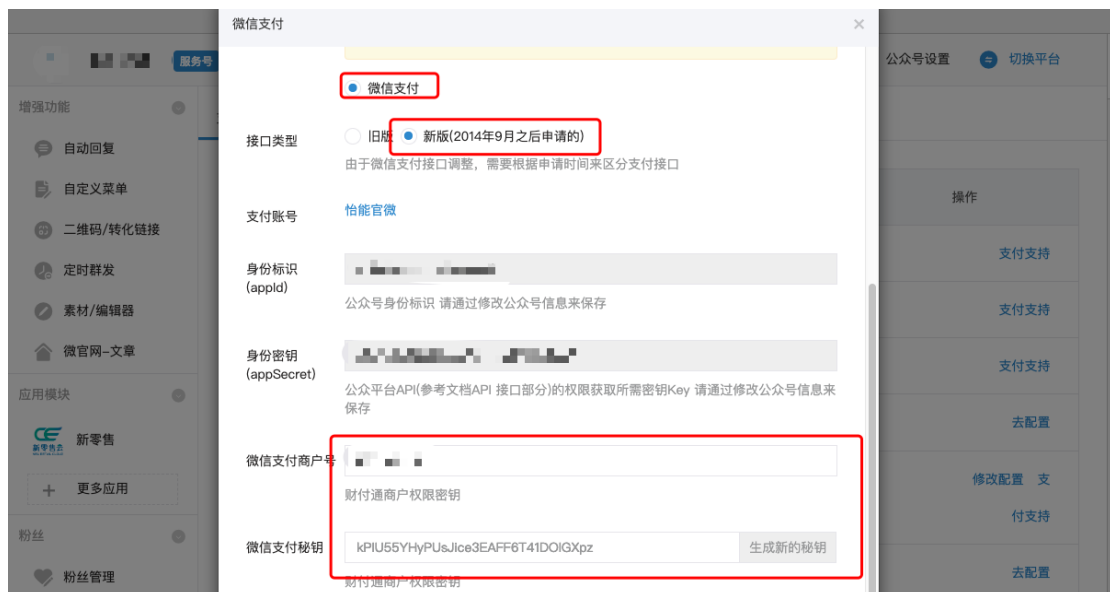 微信支付
×
服务号
公众号设置
切换平台
增强功能
自动回复
自定义菜单
二维码/转化链接
定时群发
素材/编辑器
微官网-文章
应用模块
新零售
+ 更多应用
粉丝
粉丝管理
微信支付
接口类型
旧版
新版(2014年9月之后申请的)
由于微信支付接口调整，需要根据申请时间来区分支付接口
支付账号
怡能官微
身份标识
(appId)
公众号身份标识 请通过修改公众号信息来保存
身份密钥
(appSecret)
公众平台API(参考文档API 接口部分)的权限获取所需密钥Key 请通过修改公众号信息来
保存
微信支付商户号
财付通商户权限密钥
微信支付秘钥
kPIU55YHyPUsJice3EAFF6T41DOIGXpz
生成新的秘钥
财付通商户权限密钥
操作
支付支持
支付支持
支付支持
去配置
修改配置 支
付支持
去配置